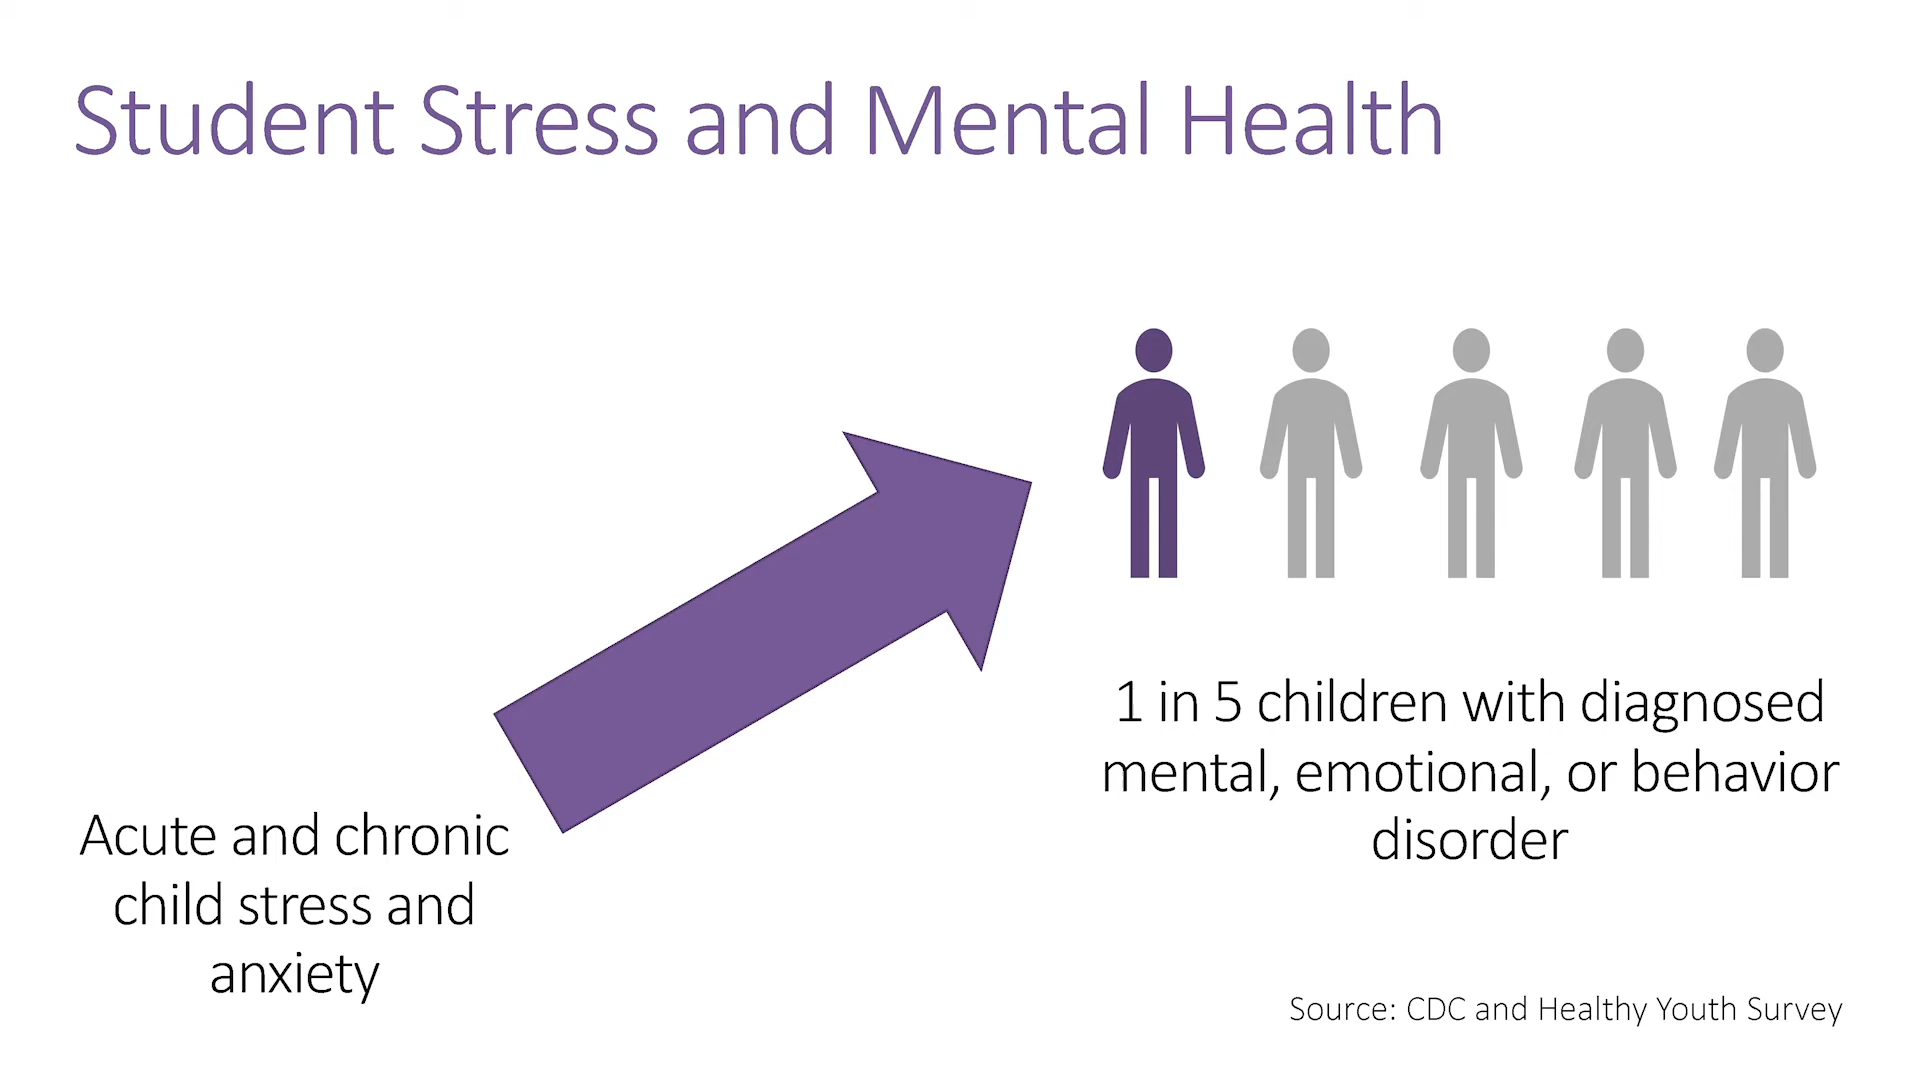 Student Stress and Mental Health
1 in 5 children with diagnosed
mental, emotional, or behavior
disorder
Acute and chronic
child stress and
anxiety
Source: CDC and Healthy Youth Survey